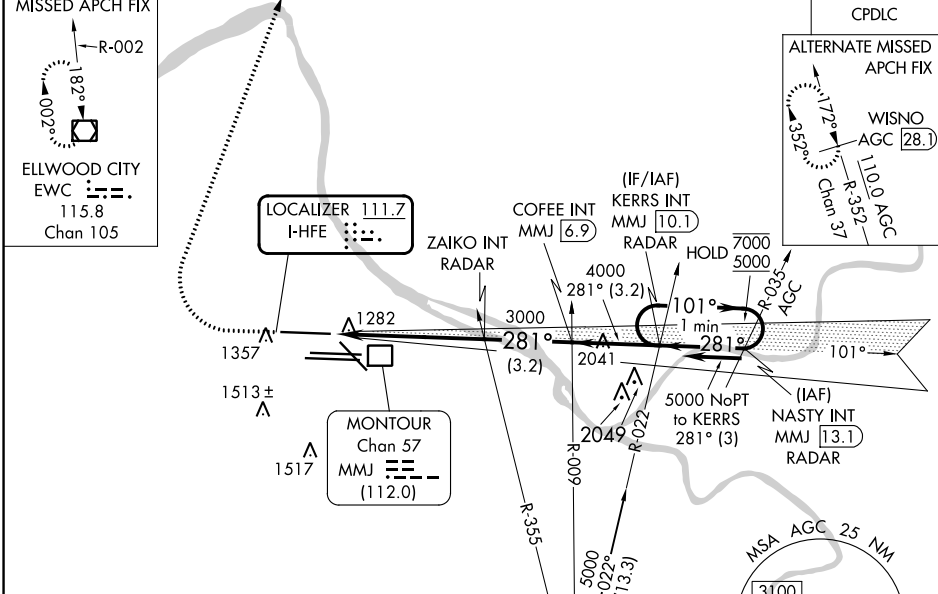 MISSED APCH FIX
R-002
182°
002°
ELLWOOD CITY
EWC
115.8
Chan 105
CPDLC
ALTERNATE MISSED
APCH FIX
172°
352°
WISNO
AGC 28.1
110.0 AGC
R-352
Chan 37
LOCALIZER 111.7
I-HFE
ZAIKO INT
RADAR
COFEE INT
MMJ 6.9
(IF/IAF)
KERRS INT
MMJ 10.1
RADAR
HOLD 7000
5000
R-035
AGC
4000
281° (3.2)
101°
1 min
281°
3000
281°
(3.2)
1282
1357
2041
101°
1513 ±
5000 NoPT
to KERRS
281° (3)
(IAF)
NASTY INT
MMJ 13.1
RADAR
2049
R-022
MONTOUR
Chan 57
MMJ
(112.0)
1517
R-009
R-355
5000
022°
13.3)
MSA AGC 25 NM
3100